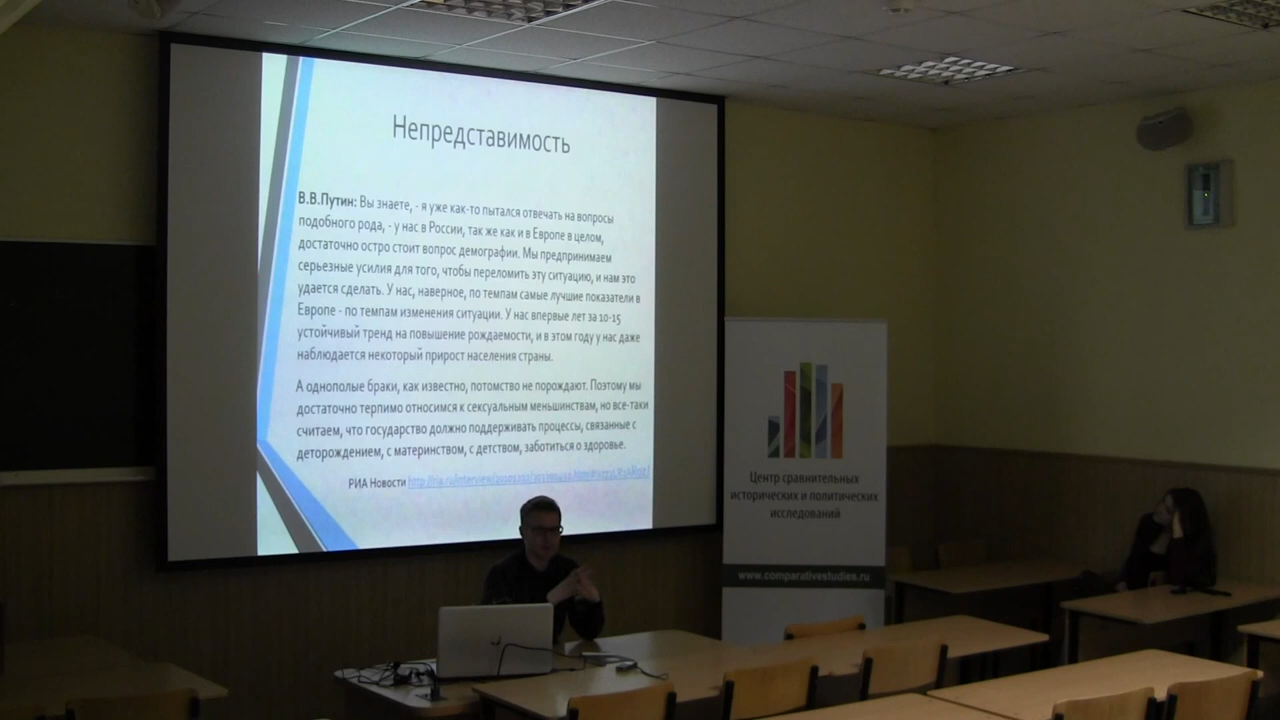 Непредставимость
В.В.Путин: Вы знаете, - я уже как-то пытался отвечать на вопросы
подобного рода, - у нас в России, так же как и в Европе в целом,
достаточно остро стоит вопрос демографии. Мы предпринимаем
серьезные усилия для того, чтобы переломить эту ситуацию, и нам это
удается сделать. У нас, наверное, по темпам самые лучшие показатели в
Европе - по темпам изменения ситуации. У нас впервые лет за 10-15
устойчивый тренд на повышение рождаемости, и в этом году у нас даже
наблюдается некоторый прирост населения страны.
А однополые браки, как известно, потомство не порождают. Поэтому мы
достаточно терпимо относимся к сексуальным меньшинствам, но все-таки
считаем, что государство должно поддерживать процессы, связанные с
деторождением, с материнством, с детством, заботиться о здоровье.
РИА Новости
Центр сравнительных
исторических и политических
исследований
www.comparativestudies.ru